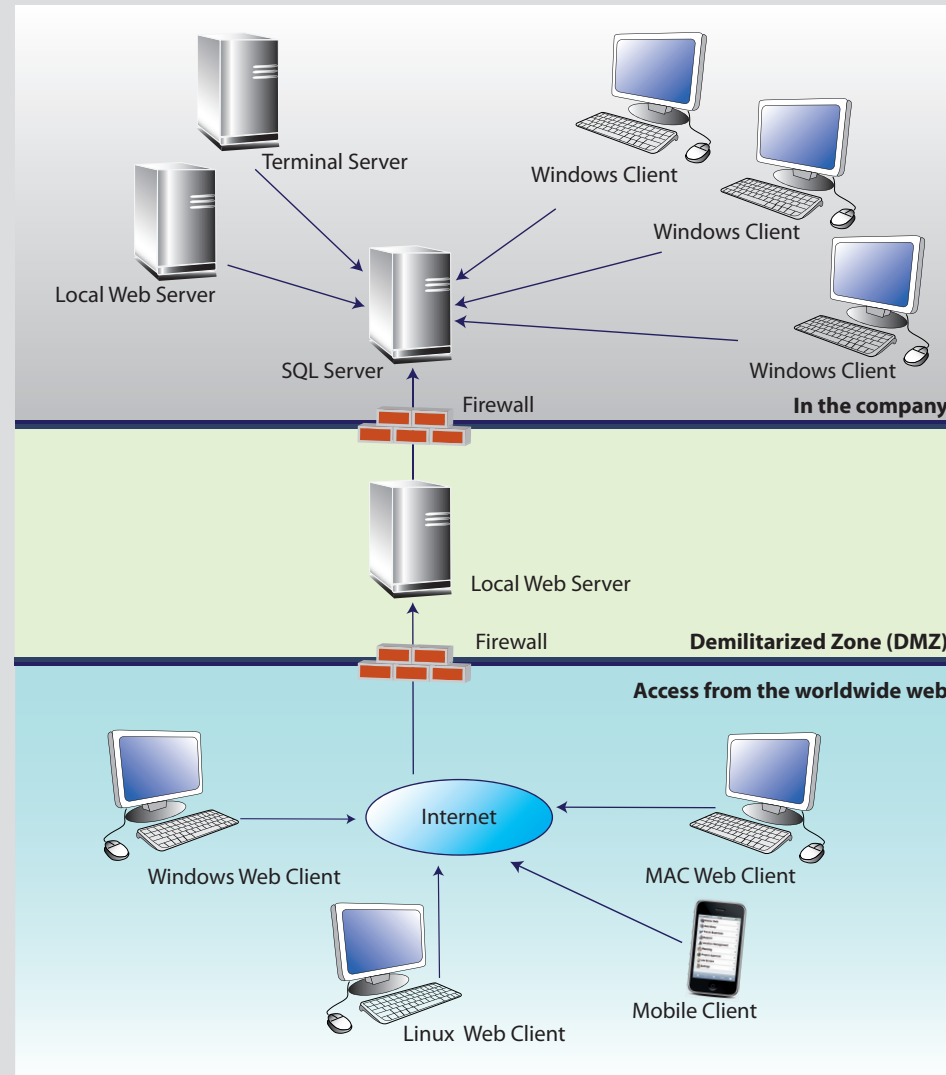 Terminal Server
Windows Client
Windows Client
Local Web Server
SQL Server
Windows Client
Firewall
In the company
Local Web Server
Firewall
Demilitarized Zone (DMZ)
Access from the worldwide web
Internet
Windows Web Client
MAC Web Client
Mobile Client
Linux Web Client